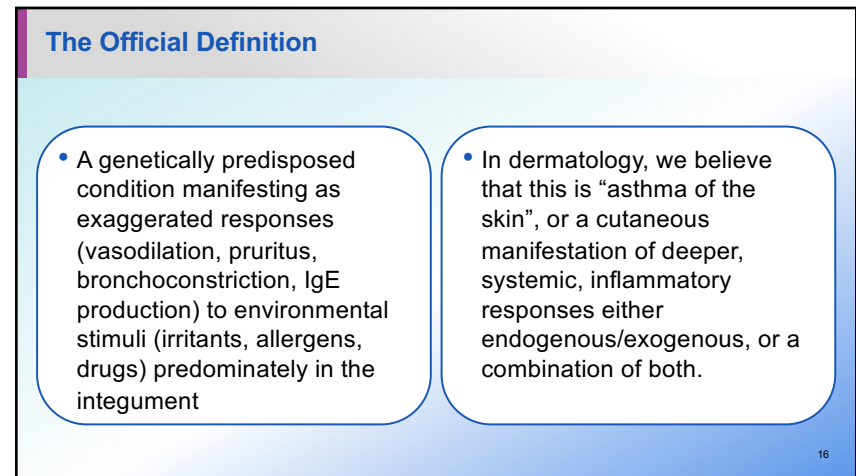 The Official Definition
• A genetically predisposed
condition manifesting as
exaggerated responses
(vasodilation, pruritus,
bronchoconstriction, IgE
production) to environmental
stimuli (irritants, allergens,
drugs) predominately in the
integument
• In dermatology, we believe
that this is “asthma of the
skin”, or a cutaneous
manifestation of deeper,
systemic, inflammatory
responses either
endogenous/exogenous, or a
combination of both.
16